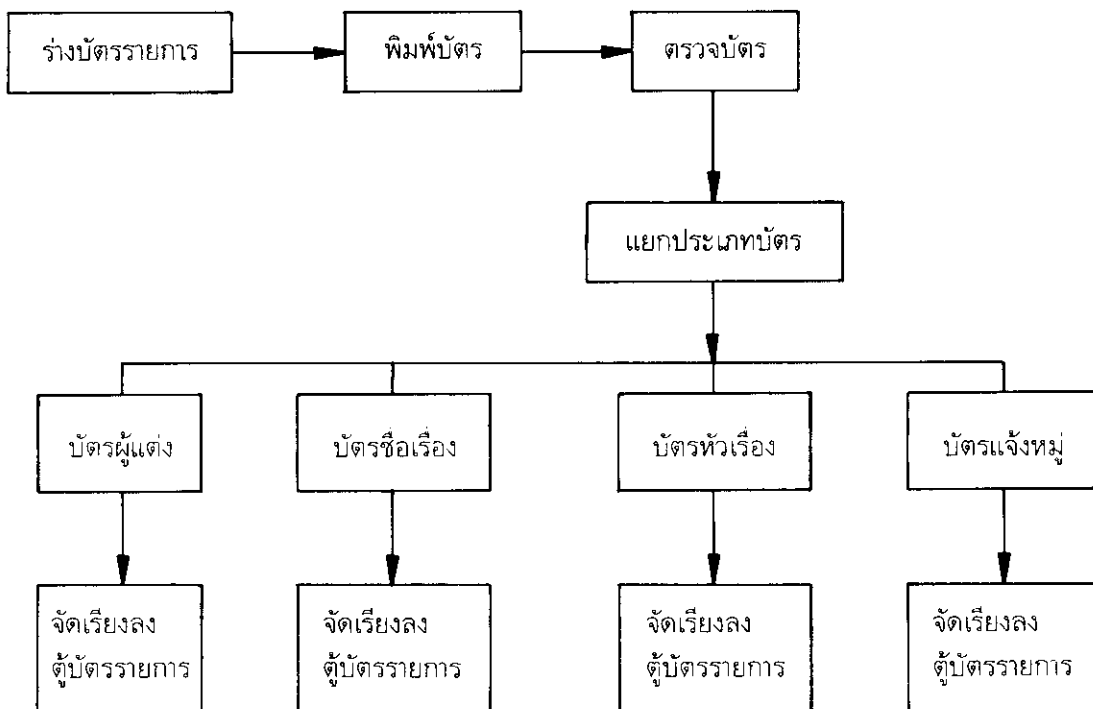 ร่างบัตรรายการ
พิมพ์บัตร
ตรวจบัตร
แยกประเภทบัตร
บัตรผู้แต่ง
บัตรชื่อเรื่อง
บัตรหัวเรื่อง
บัตรแจ้งหมู่
จัดเรียงลง
ตู้บัตรรายการ
จัดเรียงลง
ตู้บัตรรายการ
จัดเรียงลง
ตู้บัตรรายการ
จัดเรียงลง
ตู้บัตรรายการ